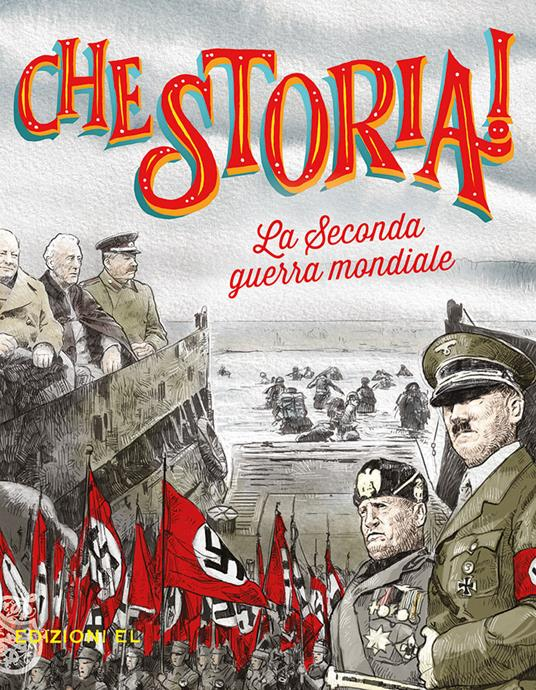 CHE STORIA!
La Seconda
guerra mondiale
EDIZIONI EL